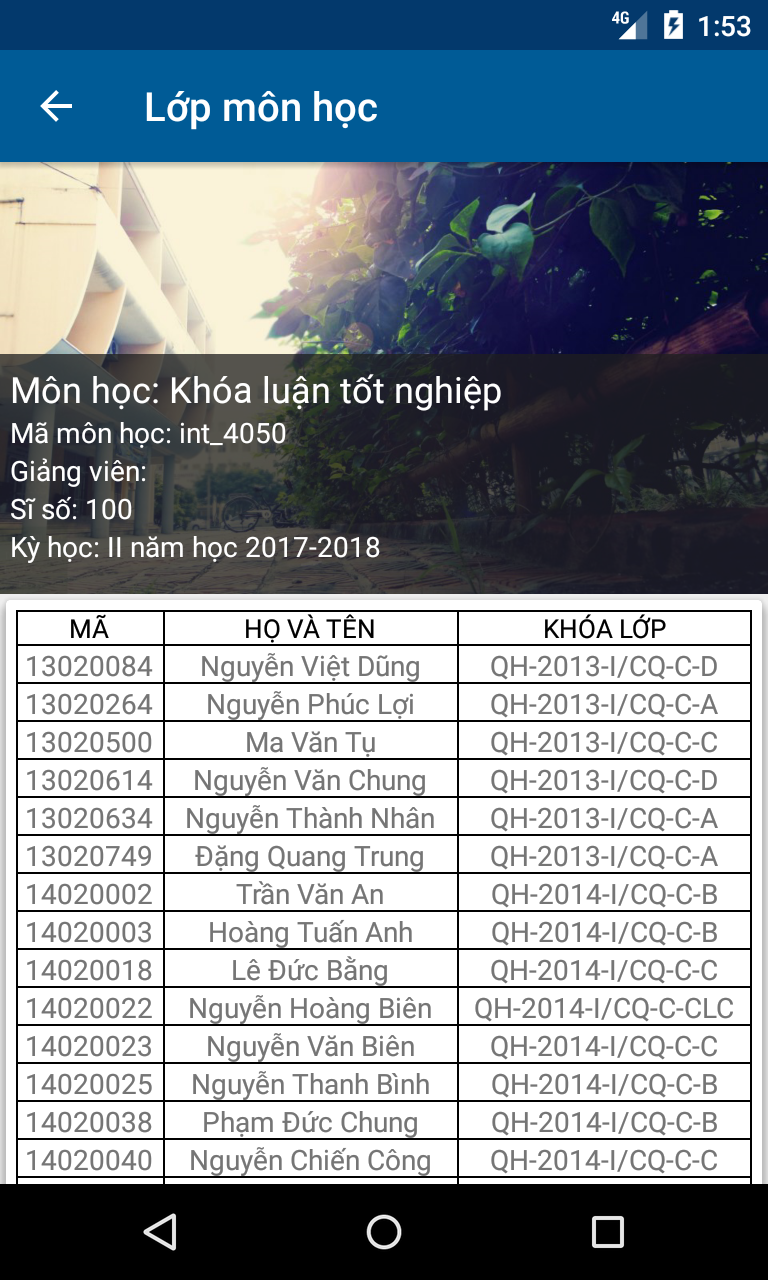 4G 1:53
Lớp môn học
Môn học: Khóa luận tốt nghiệp
Mã môn học: int_4050
Giảng viên:
Sĩ số: 100
Kỳ học: II năm học 2017-2018
MÃ HỌ VÀ TÊN KHÓA LỚP
13020084 Nguyễn Việt Dũng QH-2013-I/CQ-C-D
13020264 Nguyễn Phúc Lợi QH-2013-I/CQ-C-A
13020500 Ma Văn Tụ QH-2013-I/CQ-C-C
13020614 Nguyễn Văn Chung QH-2013-I/CQ-C-D
13020634 Nguyễn Thành Nhân QH-2013-I/CQ-C-A
13020749 Đặng Quang Trung QH-2013-I/CQ-C-A
14020002 Trần Văn An QH-2014-I/CQ-C-B
14020003 Hoàng Tuấn Anh QH-2014-I/CQ-C-B
14020018 Lê Đức Bằng QH-2014-I/CQ-C-C
14020022 Nguyễn Hoàng Biên QH-2014-I/CQ-C-CLC
14020023 Nguyễn Văn Biên QH-2014-I/CQ-C-C
14020025 Nguyễn Thanh Bình QH-2014-I/CQ-C-B
14020038 Phạm Đức Chung QH-2014-I/CQ-C-B
14020040 Nguyễn Chiến Công QH-2014-I/CQ-C-C